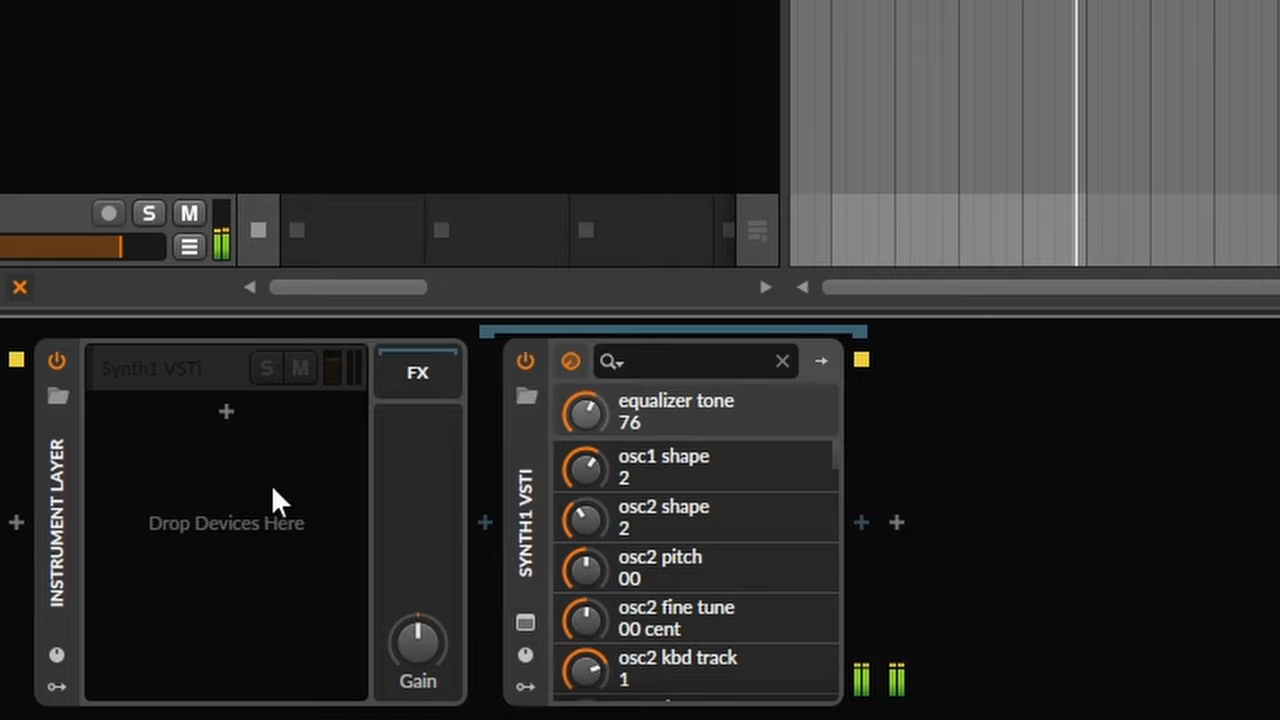 S M
INSTRUMENT LAYER
Synth1 VSTi S M
Drop Devices Here
FX
Gain
SYNTH1 VSTI
equalizer tone
76
osc1 shape
2
osc2 shape
2
osc2 pitch
00
osc2 fine tune
00 cent
osc2 kbd track
1